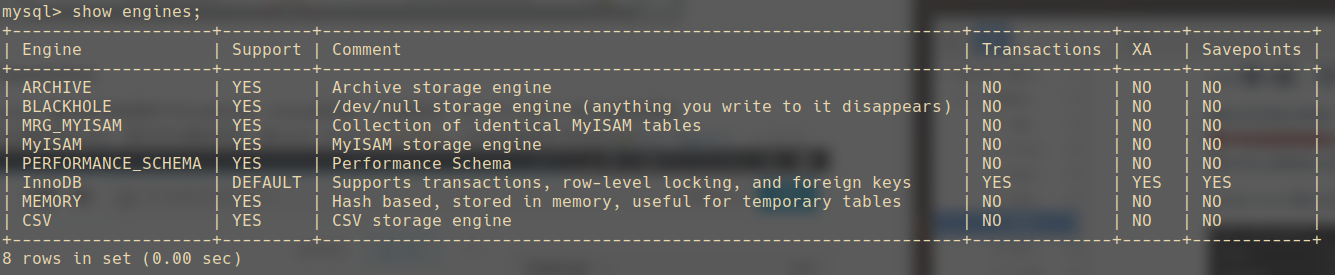 mysql> show engines;
+--------------------+---------+----------------------------------------------------------------+--------------+------+------------+
| Engine             | Support | Comment                                                        | Transactions | XA   | Savepoints |
+--------------------+---------+----------------------------------------------------------------+--------------+------+------------+
| ARCHIVE            | YES     | Archive storage engine                                         | NO           | NO   | NO         |
| BLACKHOLE          | YES     | /dev/null storage engine (anything you write to it disappears) | NO           | NO   | NO         |
| MRG_MYISAM         | YES     | Collection of identical MyISAM tables                          | NO           | NO   | NO         |
| MyISAM             | YES     | MyISAM storage engine                                          | NO           | NO   | NO         |
| PERFORMANCE_SCHEMA | YES     | Performance Schema                                             | NO           | NO   | NO         |
| InnoDB             | DEFAULT | Supports transactions, row-level locking, and foreign keys     | YES          | YES  | YES        |
| MEMORY             | YES     | Hash based, stored in memory, useful for temporary tables      | NO           | NO   | NO         |
| CSV                | YES     | CSV storage engine                                             | NO           | NO   | NO         |
+--------------------+---------+----------------------------------------------------------------+--------------+------+------------+
8 rows in set (0.00 sec)